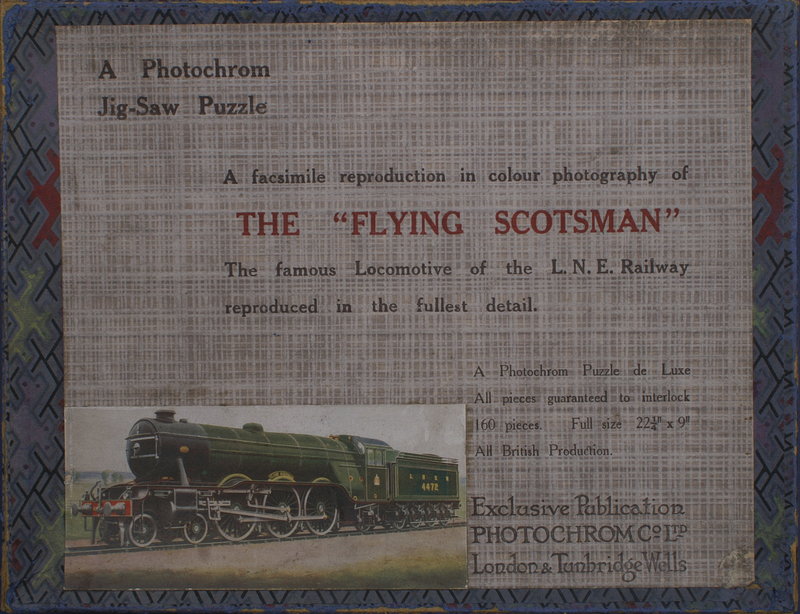 A Photochrom
Jig-Saw Puzzle
A facsimile reproduction in colour photography of
THE "FLYING SCOTSMAN"
The famous Locomotive of the L. N. E. Railway
reproduced in the fullest detail.
A Photochrom Puzzle de Luxe
All pieces guaranteed to interlock
160 pieces. Full size 22¼" x 9"
All British Production.
L N E R
4472
Exclusive Publication
PHOTOCHROM Co. LTD
London & Tunbridge Wells